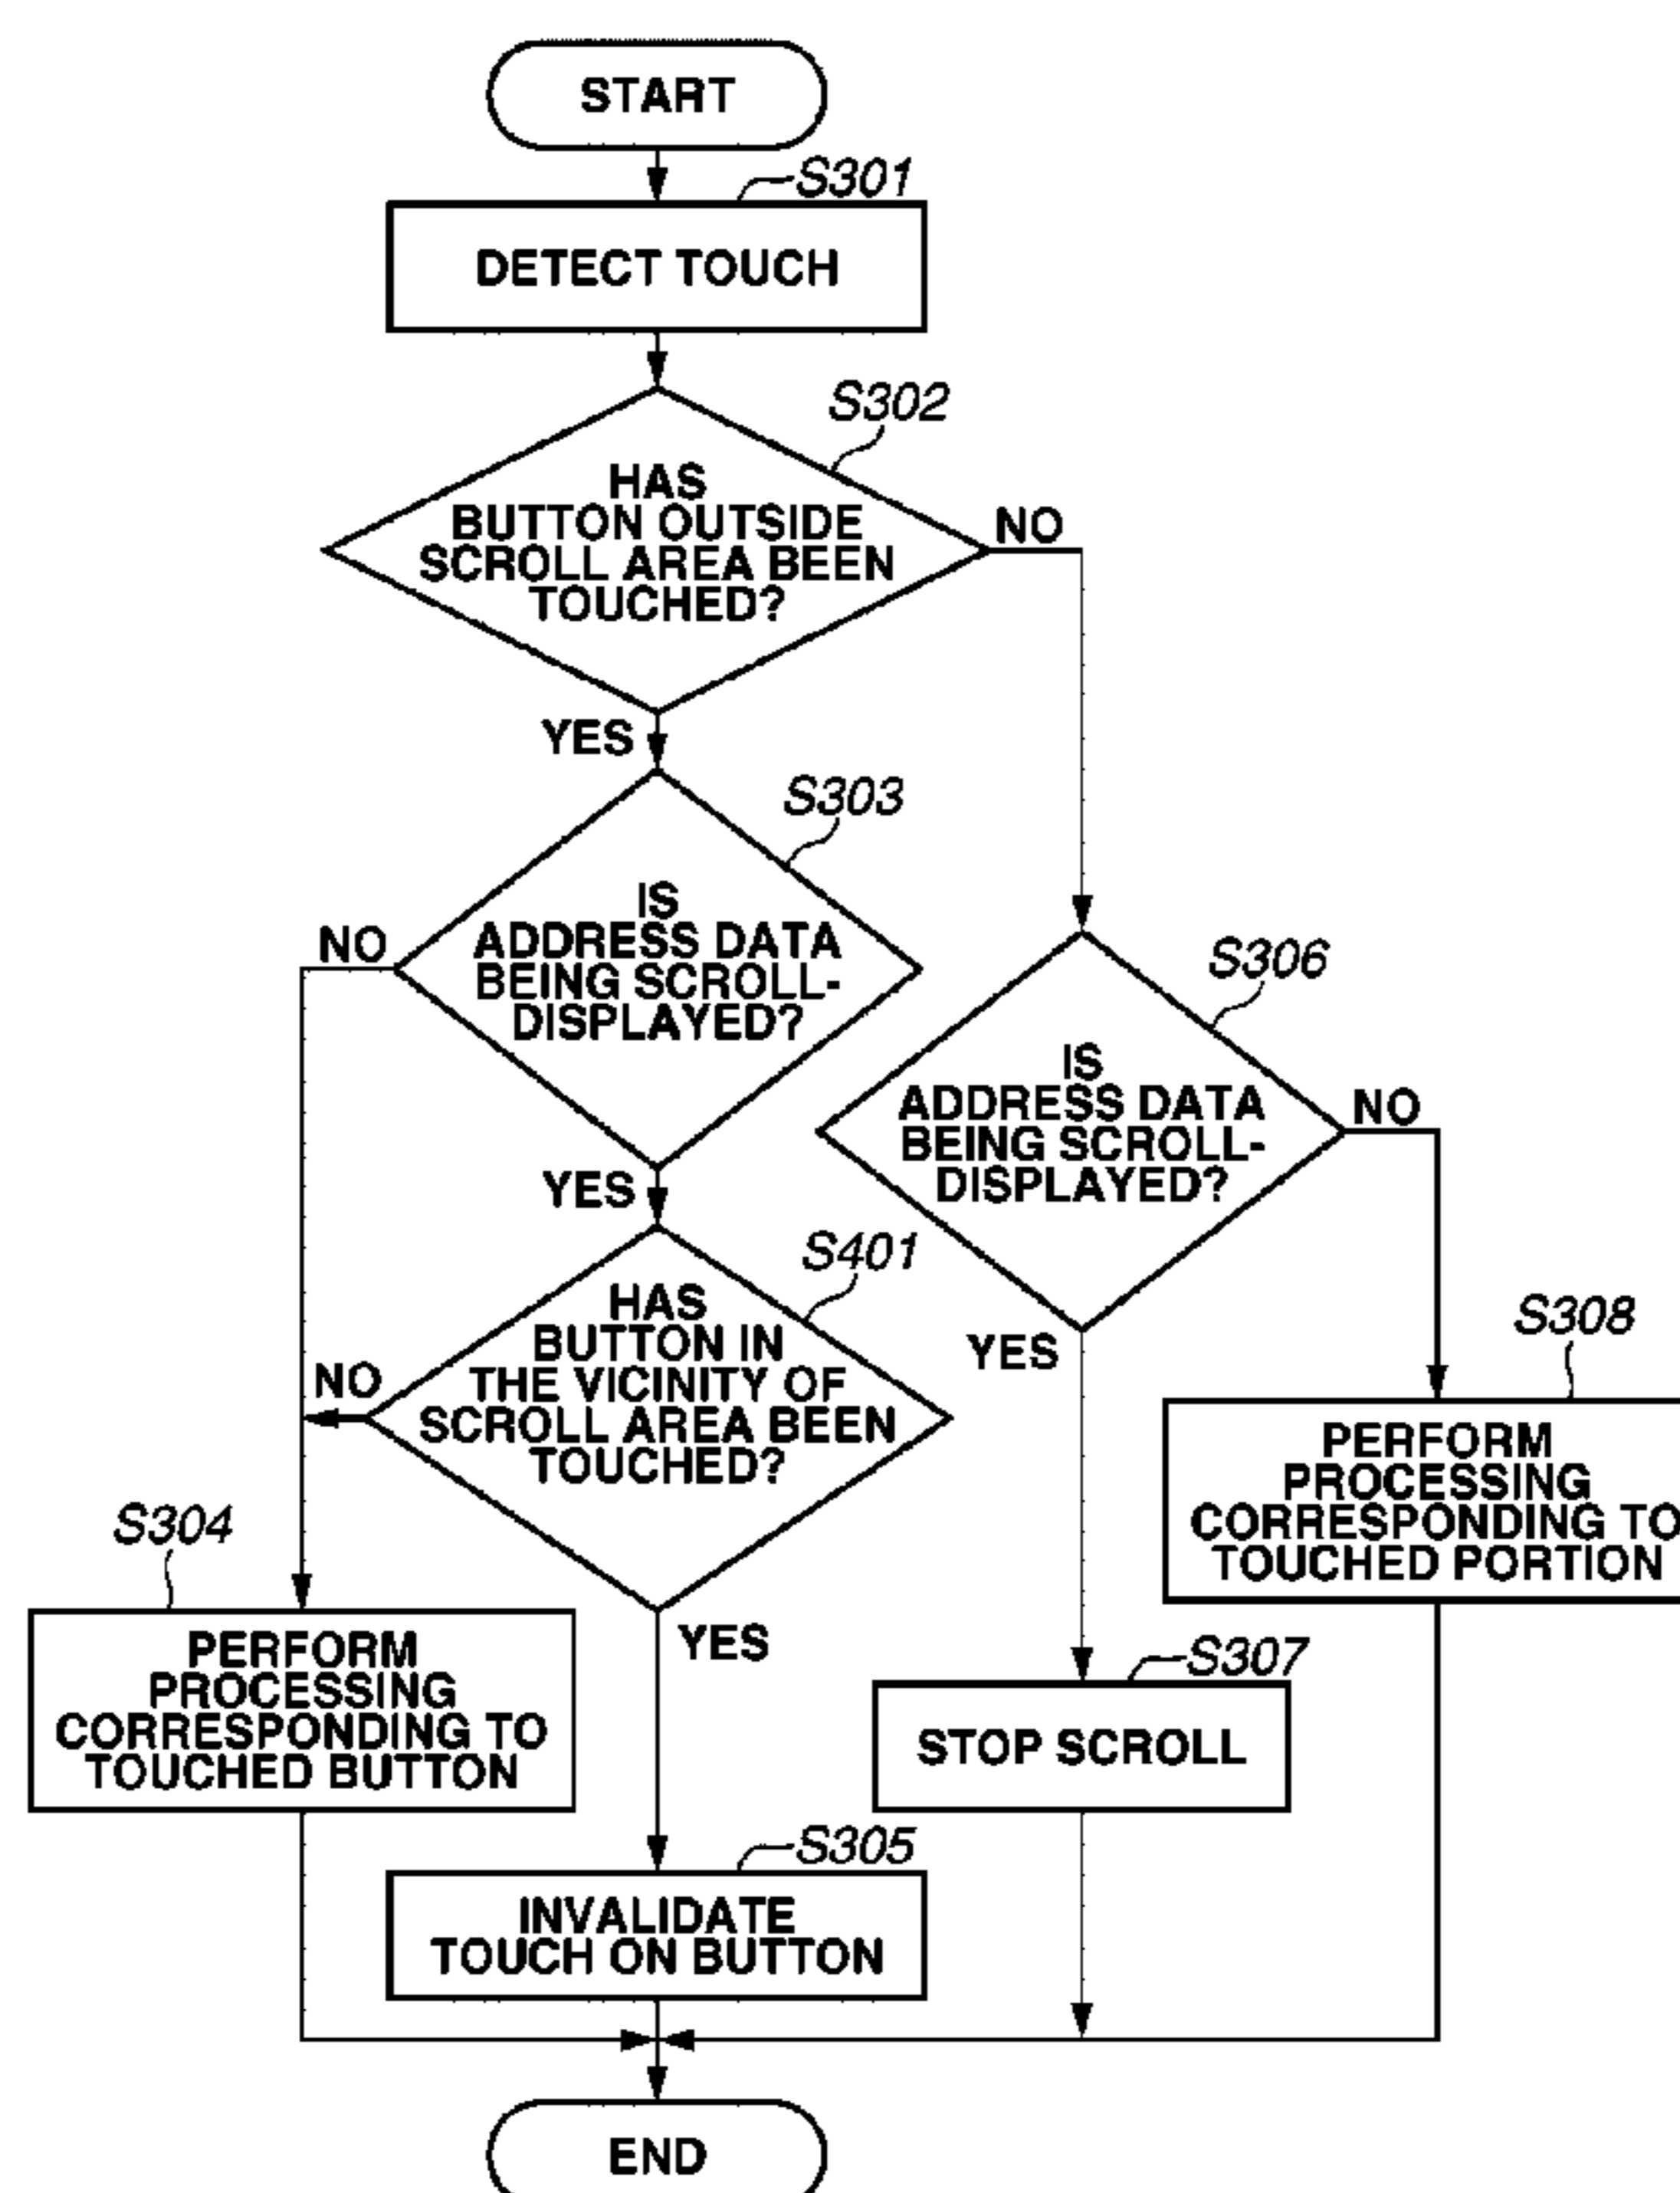 START
S301
DETECT TOUCH
S302
HAS
BUTTON OUTSIDE
SCROLL AREA BEEN
TOUCHED?
NO
YES
S303
IS
ADDRESS DATA
BEING SCROLL-
DISPLAYED?
NO
YES
S306
IS
ADDRESS DATA
BEING SCROLL-
DISPLAYED?
NO
YES
S401
HAS
BUTTON IN
THE VICINITY OF
SCROLL AREA BEEN
TOUCHED?
NO
YES
S308
PERFORM
PROCESSING
CORRESPONDING TO
TOUCHED PORTION
S304
PERFORM
PROCESSING
CORRESPONDING TO
TOUCHED BUTTON
S307
STOP SCROLL
S305
INVALIDATE
TOUCH ON BUTTON
END